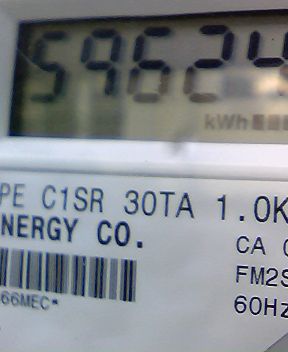 59624
kWh
PE C1SR 30TA 1.0K
NERGY CO.
CA
FM2S
66MEC*
60Hz